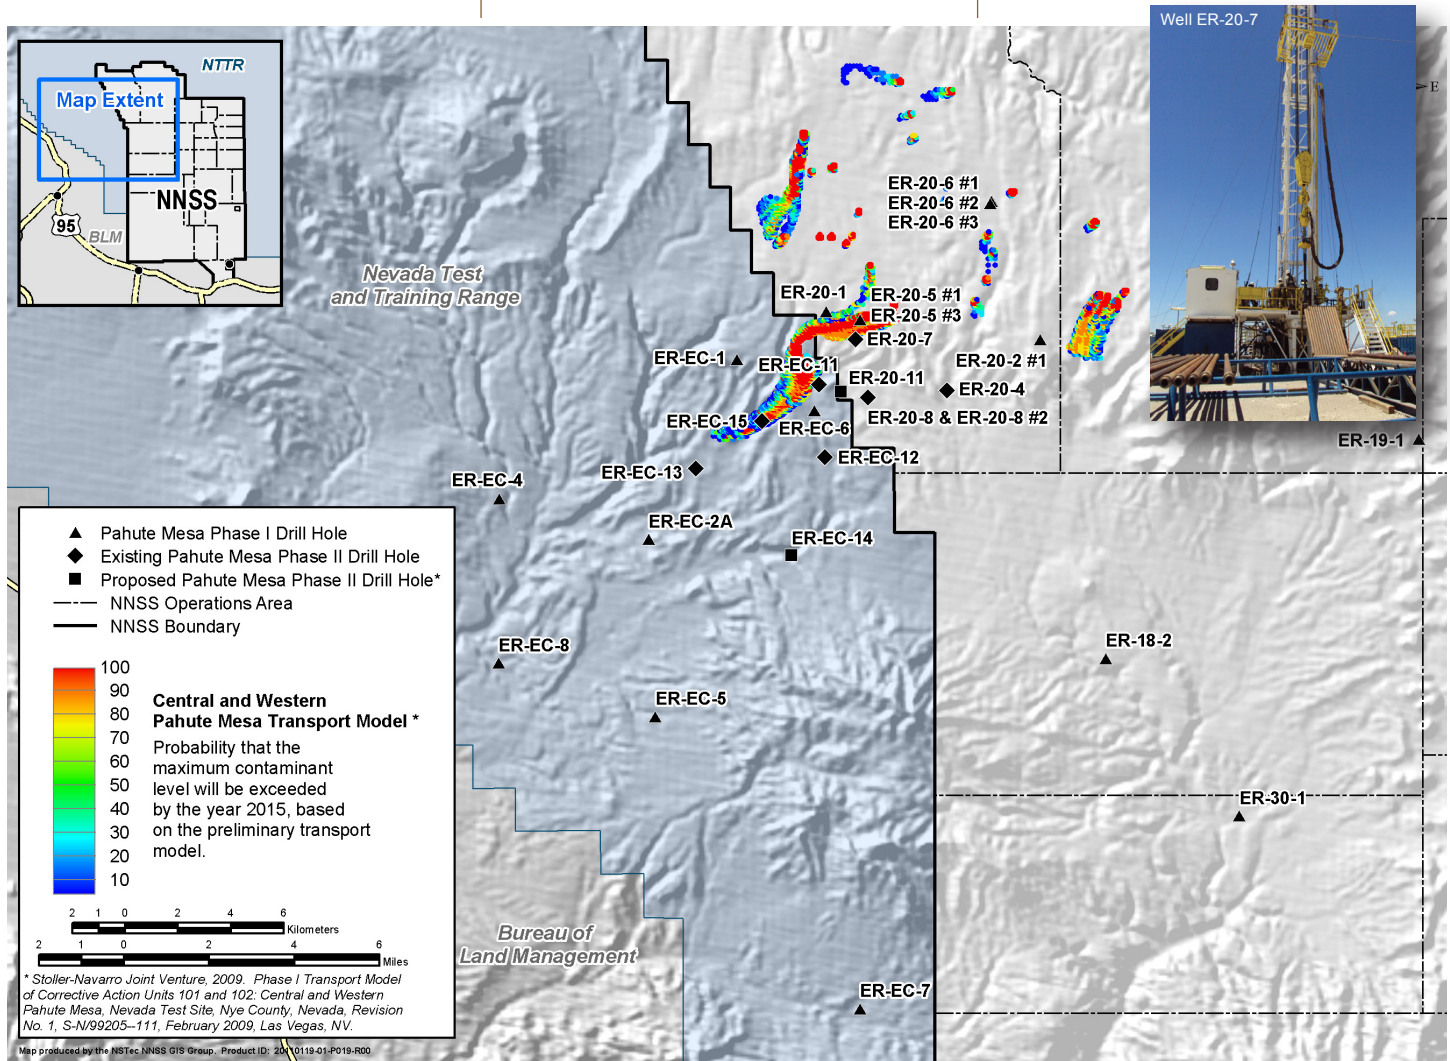 Well ER-20-7
E
NTTR
Map Extent
NNSS
95
BLM
Nevada Test
and Training Range
ER-20-6 #1
ER-20-6 #2
ER-20-6 #3
ER-20-1
ER-20-5 #1
ER-20-5 #3
ER-20-7
ER-EC-1
ER-EC-11
ER-20-2 #1
ER-20-11
ER-20-4
ER-20-8 & ER-20-8 #2
ER-EC-15
ER-EC-6
ER-19-1
ER-EC-12
ER-EC-13
ER-EC-4
ER-EC-2A
ER-EC-14
Pahute Mesa Phase I Drill Hole
Existing Pahute Mesa Phase II Drill Hole
Proposed Pahute Mesa Phase II Drill Hole*
NNSS Operations Area
NNSS Boundary
ER-EC-8
ER-18-2
ER-EC-5
ER-30-1
100
90
80
70
60
50
40
30
20
10
Central and Western
Pahute Mesa Transport Model *
Probability that the
maximum contaminant
level will be exceeded
by the year 2015, based
on the preliminary transport
model.
2 1 0 2 4 6
Kilometers
2 1 0 2 4 6
Miles
Bureau of
Land Management
* Stoller-Navarro Joint Venture, 2009. Phase I Transport Model
of Corrective Action Units 101 and 102: Central and Western
Pahute Mesa, Nevada Test Site, Nye County, Nevada, Revision
No. 1, S-N/99205--111, February 2009, Las Vegas, NV.
ER-EC-7
Map produced by the NSTec NNSS GIS Group. Product ID: 20110119-01-P019-R00